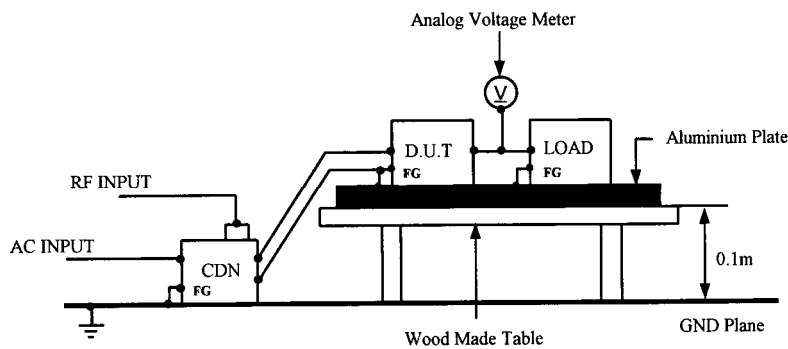 Analog Voltage Meter
V
D.U.T
FG
LOAD
FG
Aluminium Plate
RF INPUT
AC INPUT
CDN
FG
0.1m
GND Plane
Wood Made Table